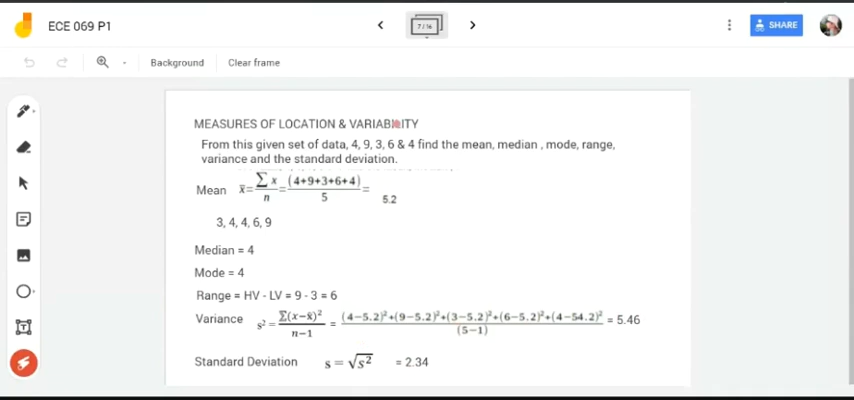 ECE 069 P1
7 / 16
SHARE
Background
Clear frame
MEASURES OF LOCATION & VARIABILITY
From this given set of data, 4, 9, 3, 6 & 4 find the mean, median , mode, range,
variance and the standard deviation.
Mean x̄ = ∑x / n = (4+9+3+6+4) / 5 = 5.2
3, 4, 4, 6, 9
Median = 4
Mode = 4
Range = HV - LV = 9 - 3 = 6
Variance s² = ∑(x−x̄)² / n−1 = (4−5.2)²+(9−5.2)²+(3−5.2)²+(6−5.2)²+(4−54.2)² / (5−1) = 5.46
Standard Deviation s = √s² = 2.34